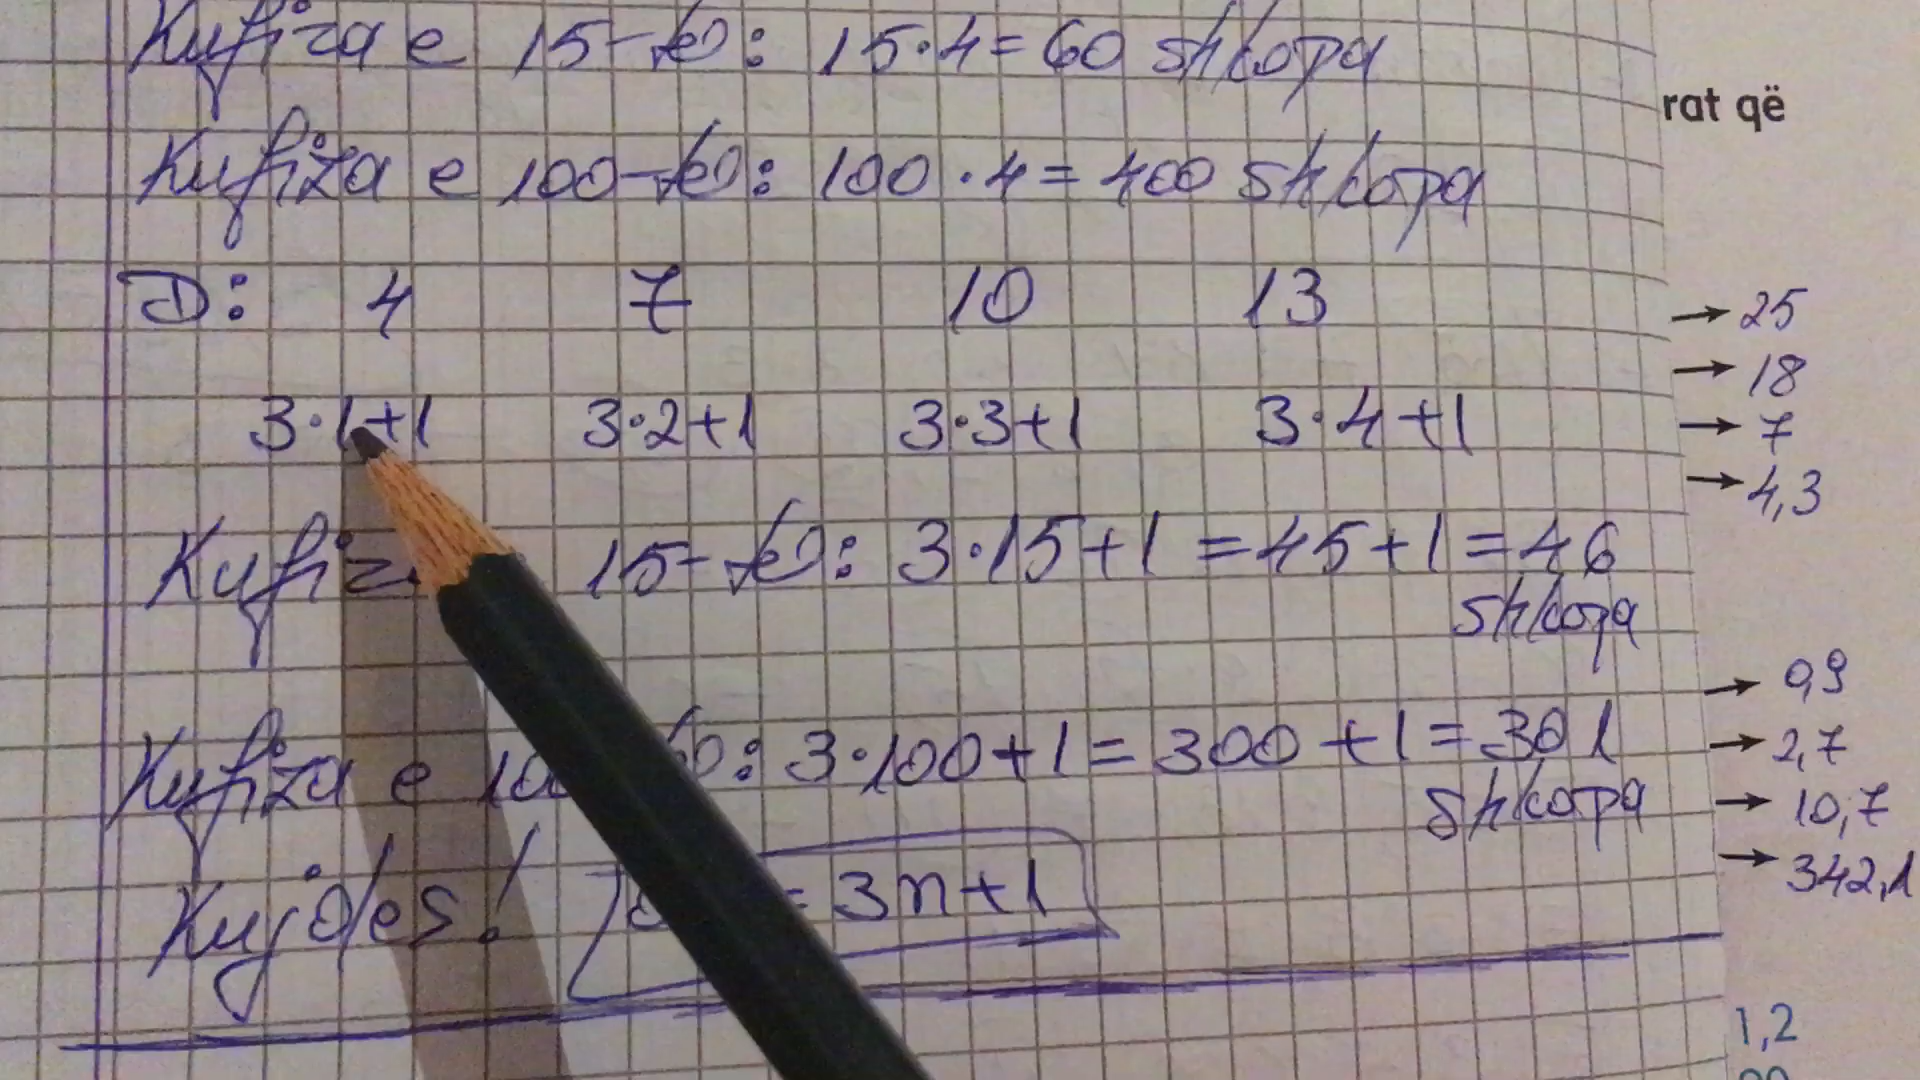 Kufiza e 15-të: 15·4=60 shkopa
Kufiza e 100-të: 100·4=400 shkopa
D: 4 7 10 13
3·1+1 3·2+1 3·3+1 3·4+1
15-të: 3·15+1=45+1=46
shkopa
Kufiza e 3·100+1=300+1=301
shkopa
Kujdes! =3n+1
rat që
→25
→18
→7
→4,3
→0,9
→2,7
→10,7
→342,1
1,2